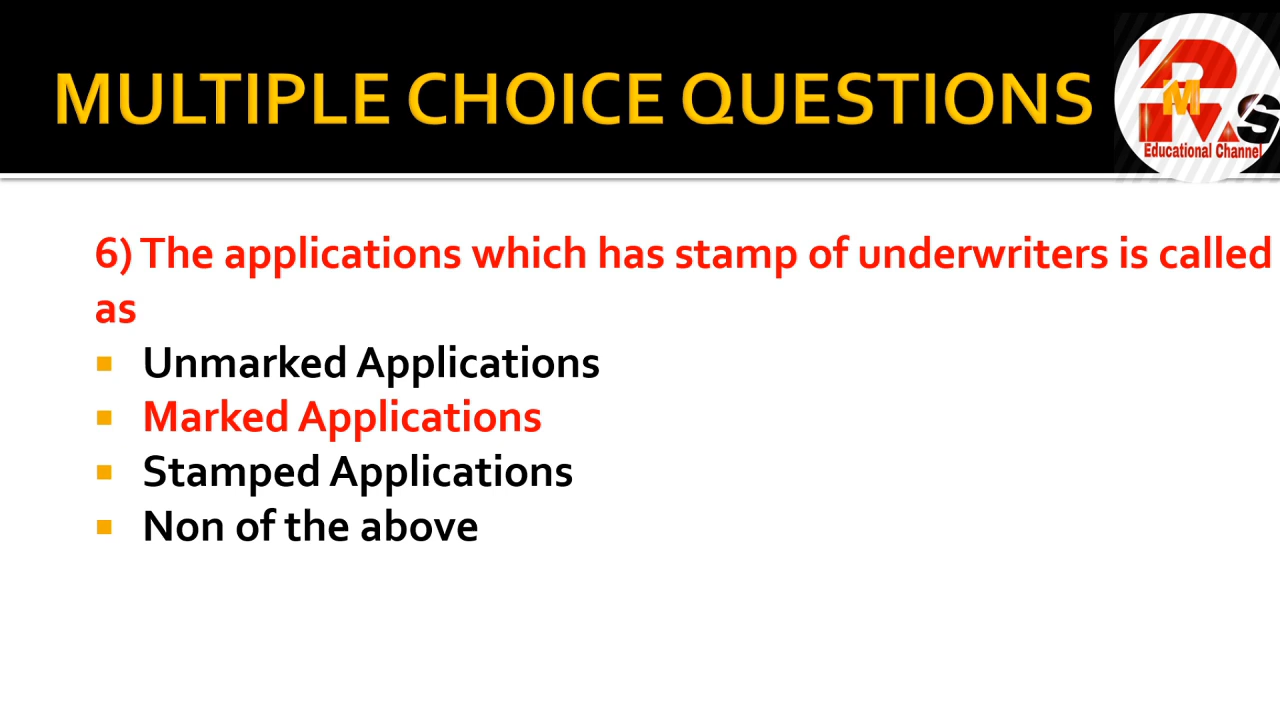 MULTIPLE CHOICE QUESTIONS
M
S
Educational Channel
6) The applications which has stamp of underwriters is called
as
Unmarked Applications
Marked Applications
Stamped Applications
Non of the above